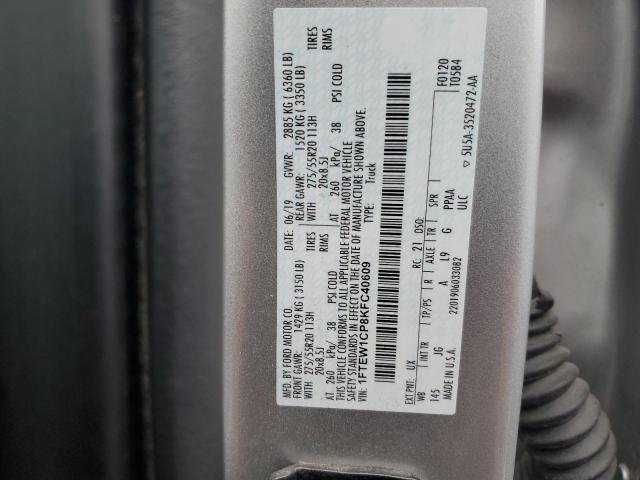 MFD. BY FORD MOTOR CO.
DATE: 06/19 GVWR: 2885 KG ( 6360 LB)
FRONT GAWR: 1429 KG ( 3150 LB) REAR GAWR: 1520 KG ( 3350 LB)
WITH 275/55R20 113H TIRES WITH 275/55R20 113H TIRES
20x8.5J RIMS 20x8.5J RIMS
AT 260 kPa/ 38 PSI COLD AT 260 kPa/ 38 PSI COLD
THIS VEHICLE CONFORMS TO ALL APPLICABLE FEDERAL MOTOR VEHICLE
SAFETY STANDARDS IN EFFECT ON THE DATE OF MANUFACTURE SHOWN ABOVE.
VIN: 1FTEW1CP8KFC40609 TYPE: Truck
EXT PNT: UX RC: 21 DSO: F0120
WB INT TR TP/PS R AXLE TR SPR T0584
145 JG A L9 G PPAA
MADE IN U.S.A. 2201906033082 ULC
5U5A-3520472-AA